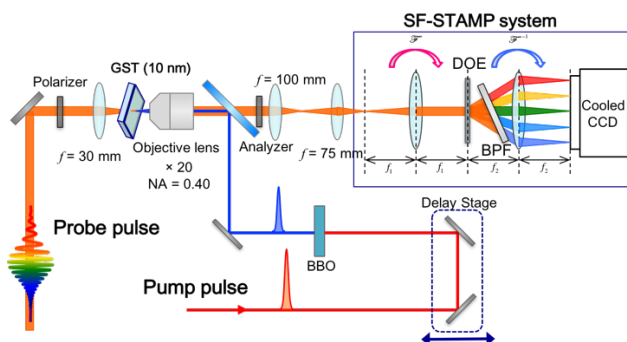 SF-STAMP system
GST (10 nm)
Polarizer
f = 100 mm
DOE
Cooled
CCD
f = 30 mm
Objective lens
× 20
NA = 0.40
Analyzer
f = 75 mm
BPF
f₁
f₁
f₂
f₂
ℱ
ℱ⁻¹
Probe pulse
BBO
Delay Stage
Pump pulse